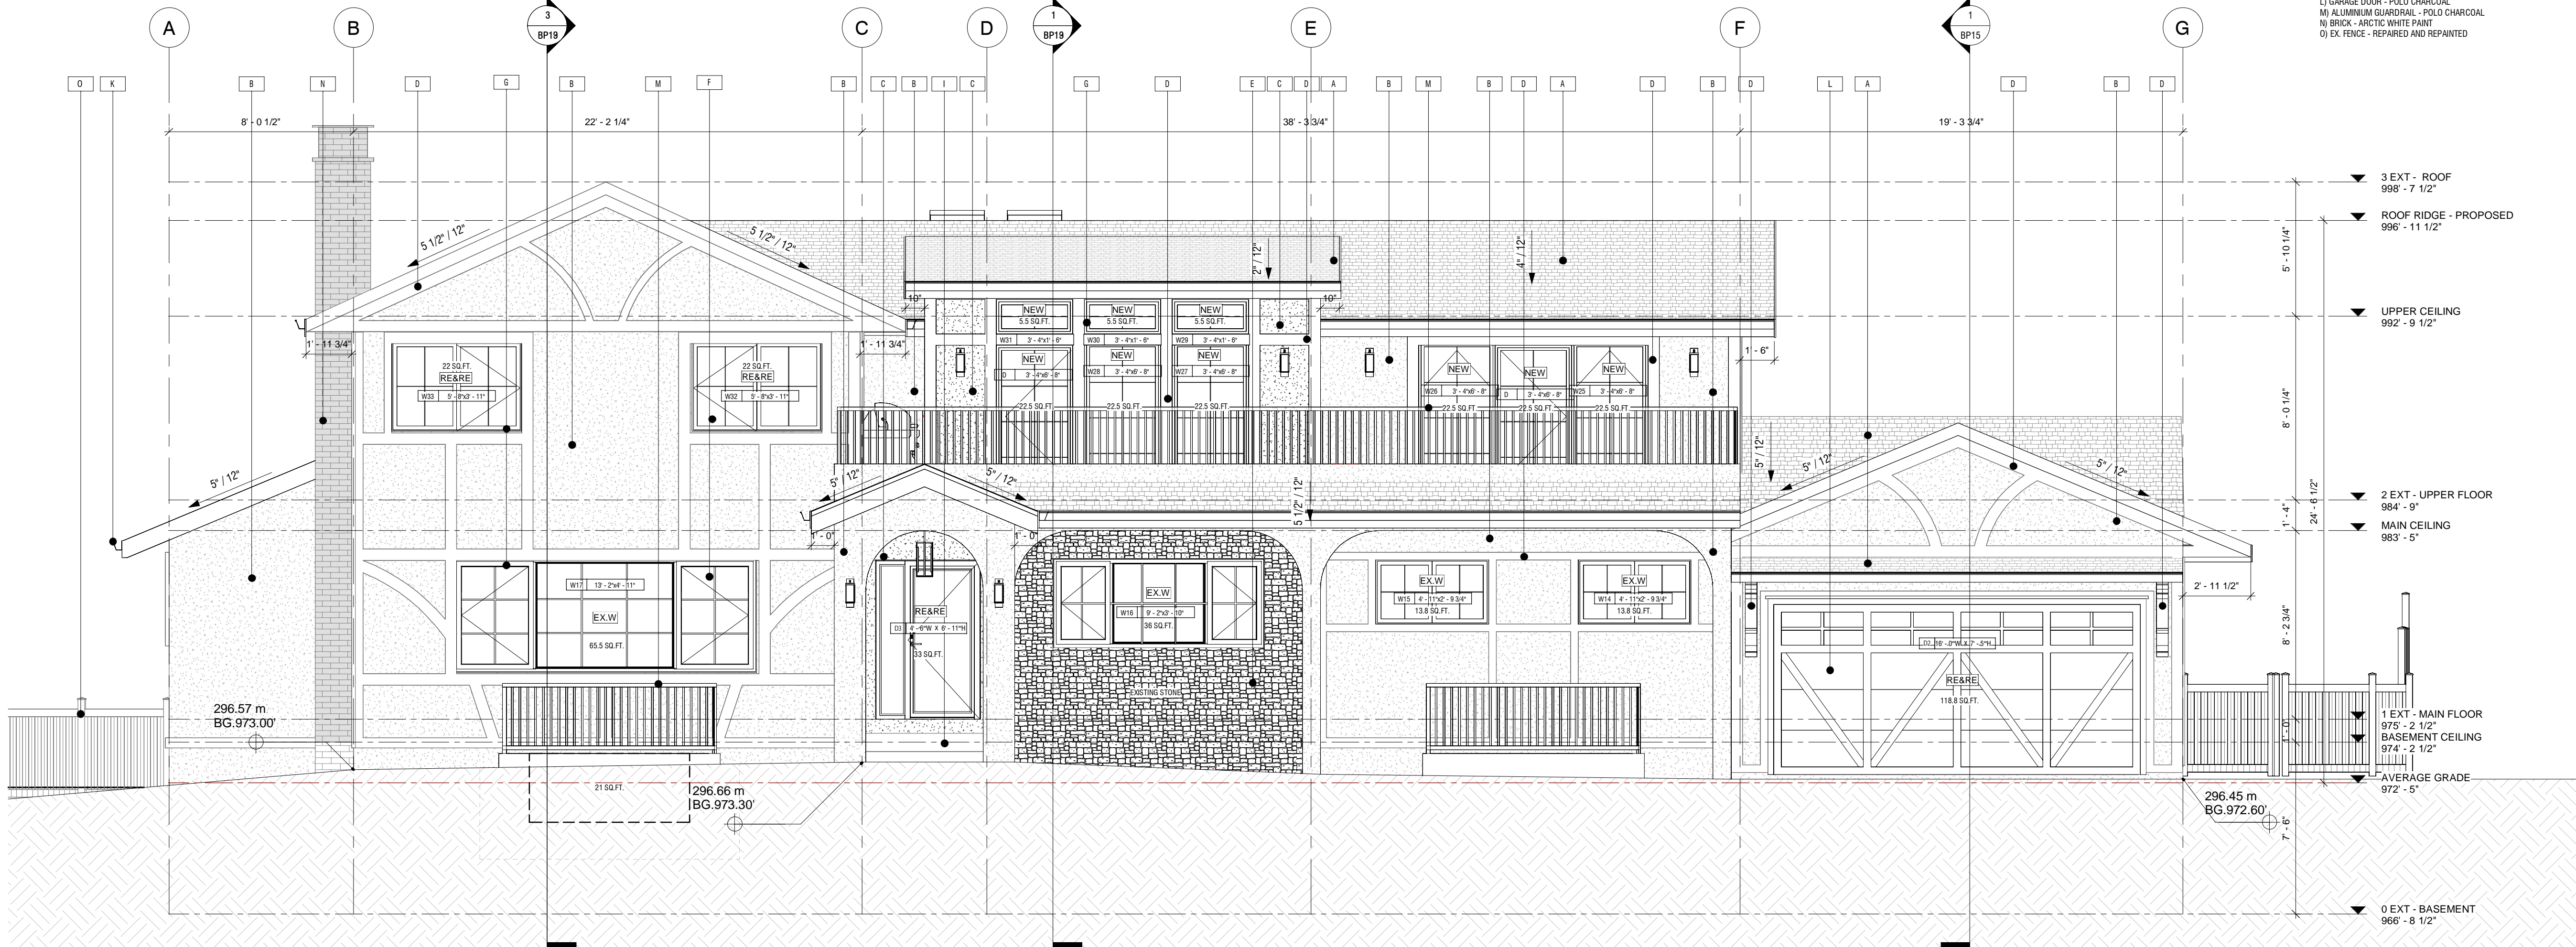 L) GARAGE DOOR - POLO CHARCOAL
M) ALUMINIUM GUARDRAIL - POLO CHARCOAL
N) BRICK - ARCTIC WHITE PAINT
O) EX. FENCE - REPAIRED AND REPAINTED
A
B
3
BP19
C
D
1
BP19
E
F
1
BP15
G
O
K
B
N
D
G
B
M
F
B
C
B
I
C
G
D
E
C
D
A
B
M
B
D
A
D
B
D
L
A
D
B
D
8' - 0 1/2"
22' - 2 1/4"
38' - 3 3/4"
19' - 3 3/4"
3 EXT - ROOF
998' - 7 1/2"
ROOF RIDGE - PROPOSED
996' - 11 1/2"
UPPER CEILING
992' - 9 1/2"
2 EXT - UPPER FLOOR
984' - 9"
MAIN CEILING
983' - 5"
1 EXT - MAIN FLOOR
975' - 2 1/2"
BASEMENT CEILING
974' - 2 1/2"
AVERAGE GRADE
972' - 5"
0 EXT - BASEMENT
966' - 8 1/2"
5' - 10 1/4"
8' - 0 1/4"
1' - 4"
24' - 6 1/2"
8' - 2 3/4"
1' - 0"
7' - 6"
5 1/2" / 12"
5 1/2" / 12"
2" / 12"
4" / 12"
10"
10"
1' - 11 3/4"
1' - 11 3/4"
1' - 6"
22 SQ.FT.
RE&RE
W33 5' - 8"x3' - 11"
22 SQ.FT.
RE&RE
W32 5' - 8"x3' - 11"
NEW
5.5 SQ.FT.
NEW
5.5 SQ.FT.
NEW
5.5 SQ.FT.
W31 3' - 4"x1' - 6"
W30 3' - 4"x1' - 6"
W29 3' - 4"x1' - 6"
NEW
NEW
NEW
D 3' - 4"x6' - 8"
W28 3' - 4"x6' - 8"
W27 3' - 4"x6' - 8"
22.5 SQ.FT.
22.5 SQ.FT.
22.5 SQ.FT.
NEW
NEW
NEW
W26 3' - 4"x6' - 8"
D 3' - 4"x6' - 8"
W25 3' - 4"x6' - 8"
22.5 SQ.FT.
22.5 SQ.FT.
22.5 SQ.FT.
5" / 12"
5" / 12"
5" / 12"
5 1/2" / 12"
5" / 12"
5" / 12"
5" / 12"
1' - 0"
1' - 0"
2' - 11 1/2"
W17 13' - 2"x4' - 11"
EX.W
65.5 SQ.FT.
RE&RE
D3 4' - 6"W X 6' - 11"H
33 SQ.FT.
EX.W
W16 9' - 2"x3' - 10"
36 SQ.FT.
EXISTING STONE
EX.W
W15 4' - 11"x2' - 9 3/4"
13.8 SQ.FT.
EX.W
W14 4' - 11"x2' - 9 3/4"
13.8 SQ.FT.
RE&RE
118.8 SQ.FT.
296.57 m
BG.973.00'
21 SQ.FT.
296.66 m
BG.973.30'
296.45 m
BG.972.60'